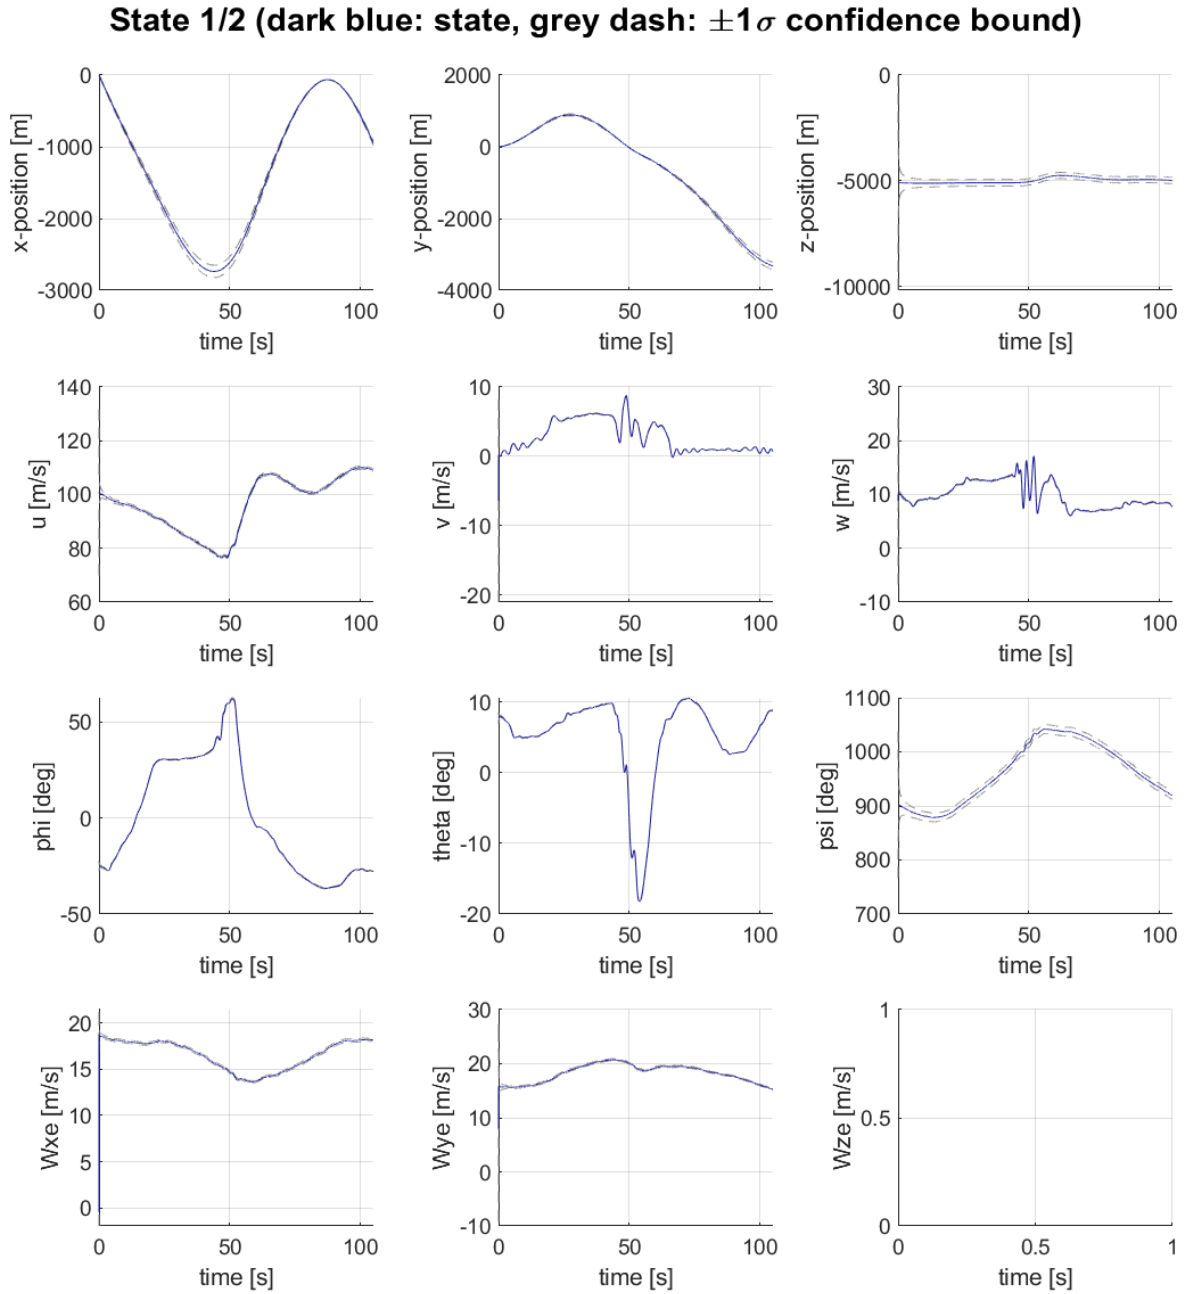 State 1/2 (dark blue: state, grey dash: ±1σ confidence bound)
0
-1000
-2000
-3000
x-position [m]
0 50 100
time [s]
2000
0
-2000
-4000
y-position [m]
0 50 100
time [s]
0
-5000
-10000
z-position [m]
0 50 100
time [s]
140
120
100
80
60
u [m/s]
0 50 100
time [s]
10
0
-10
-20
v [m/s]
0 50 100
time [s]
30
20
10
0
-10
w [m/s]
0 50 100
time [s]
50
0
-50
phi [deg]
0 50 100
time [s]
10
0
-10
-20
theta [deg]
0 50 100
time [s]
1100
1000
900
800
700
psi [deg]
0 50 100
time [s]
20
15
10
5
0
Wxe [m/s]
0 50 100
time [s]
30
20
10
0
-10
Wye [m/s]
0 50 100
time [s]
1
0.5
0
Wze [m/s]
0 0.5 1
time [s]